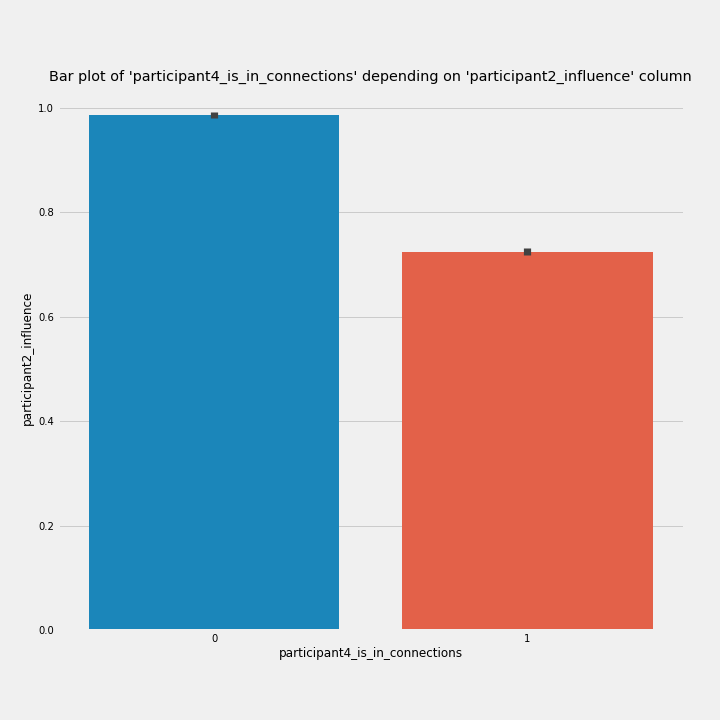 Bar plot of 'participant4_is_in_connections' depending on 'participant2_influence' column
1.0
0.8
0.6
0.4
0.2
0.0
participant2_influence
0
1
participant4_is_in_connections